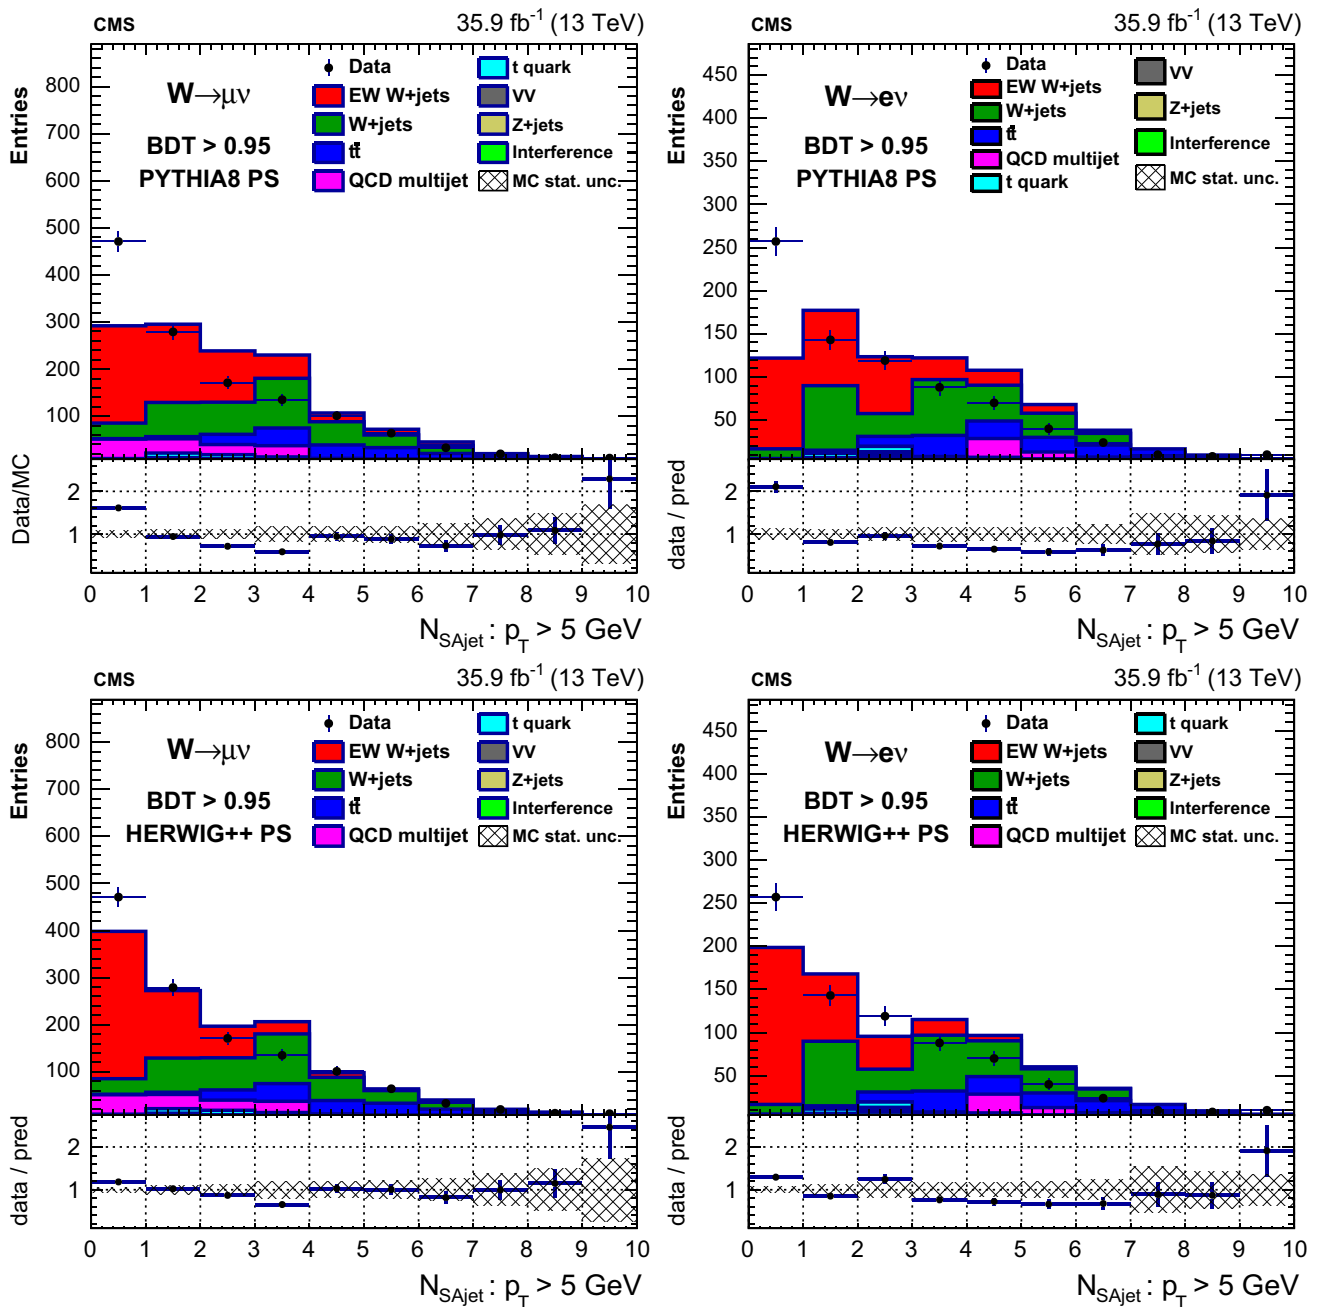 CMS 35.9 fb⁻¹ (13 TeV)
Entries
800
700
600
500
400
300
200
100
W→μν
BDT > 0.95
PYTHIA8 PS
Data
EW W+jets
W+jets
tt̄
QCD multijet
t quark
VV
Z+jets
Interference
MC stat. unc.
Data/MC
2
1
0 1 2 3 4 5 6 7 8 9 10
N_SAjet : p_T > 5 GeV
CMS 35.9 fb⁻¹ (13 TeV)
Entries
450
400
350
300
250
200
150
100
50
W→eν
BDT > 0.95
PYTHIA8 PS
Data
EW W+jets
W+jets
tt̄
QCD multijet
t quark
VV
Z+jets
Interference
MC stat. unc.
data / pred
2
1
0 1 2 3 4 5 6 7 8 9 10
N_SAjet : p_T > 5 GeV
CMS 35.9 fb⁻¹ (13 TeV)
Entries
800
700
600
500
400
300
200
100
W→μν
BDT > 0.95
HERWIG++ PS
Data
EW W+jets
W+jets
tt̄
QCD multijet
t quark
VV
Z+jets
Interference
MC stat. unc.
data / pred
2
1
0 1 2 3 4 5 6 7 8 9 10
N_SAjet : p_T > 5 GeV
CMS 35.9 fb⁻¹ (13 TeV)
Entries
450
400
350
300
250
200
150
100
50
W→eν
BDT > 0.95
HERWIG++ PS
Data
EW W+jets
W+jets
tt̄
QCD multijet
t quark
VV
Z+jets
Interference
MC stat. unc.
data / pred
2
1
0 1 2 3 4 5 6 7 8 9 10
N_SAjet : p_T > 5 GeV